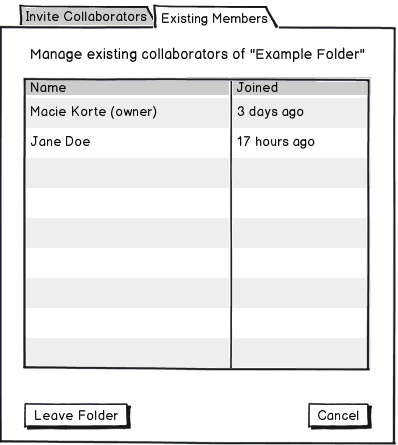 Invite Collaborators Existing Members
Manage existing collaborators of "Example Folder"
Name Joined
Macie Korte (owner) 3 days ago
Jane Doe 17 hours ago
Leave Folder Cancel